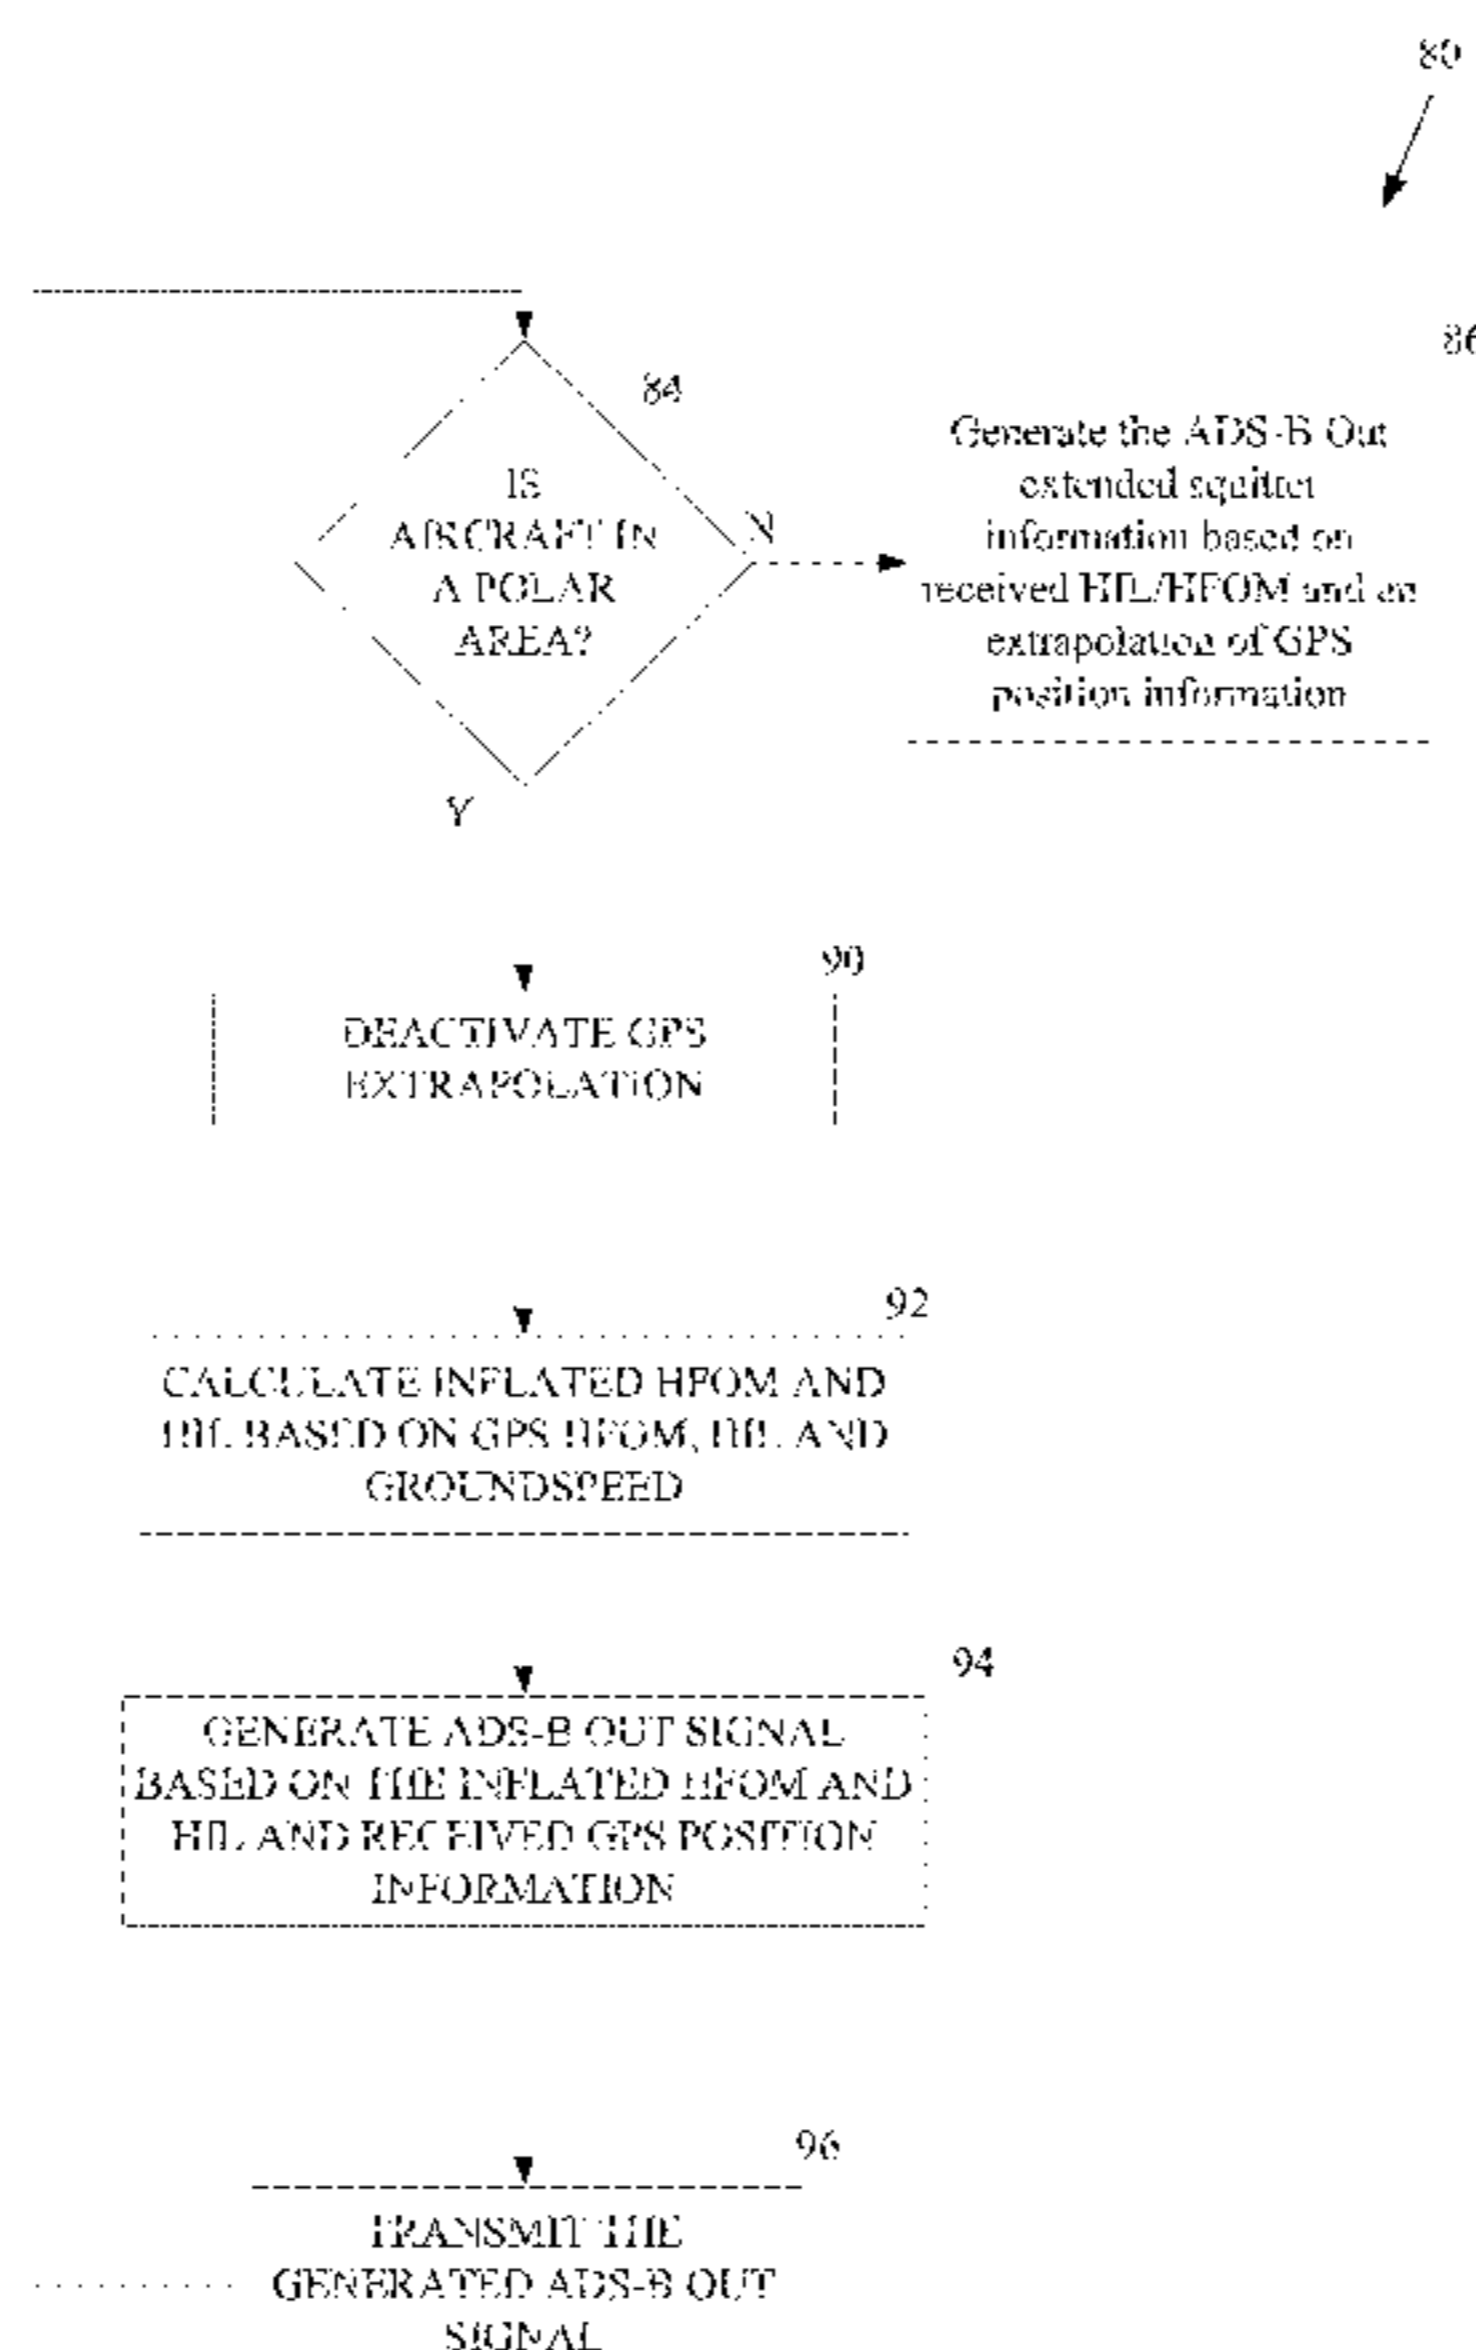 80
86
84
IS
AIRCRAFT IN
A POLAR
AREA?
N
Y
Generate the ADS-B Out
extended squitter
information based on
received HIL/HFOM and an
extrapolation of GPS
position information
90
DEACTIVATE GPS
EXTRAPOLATION
92
CALCULATE INFLATED HFOM AND
HIL BASED ON GPS HFOM, HIL AND
GROUNDSPEED
94
GENERATE ADS-B OUT SIGNAL
BASED ON THE INFLATED HFOM AND
HIL AND RECEIVED GPS POSITION
INFORMATION
96
TRANSMIT THE
GENERATED ADS-B OUT
SIGNAL